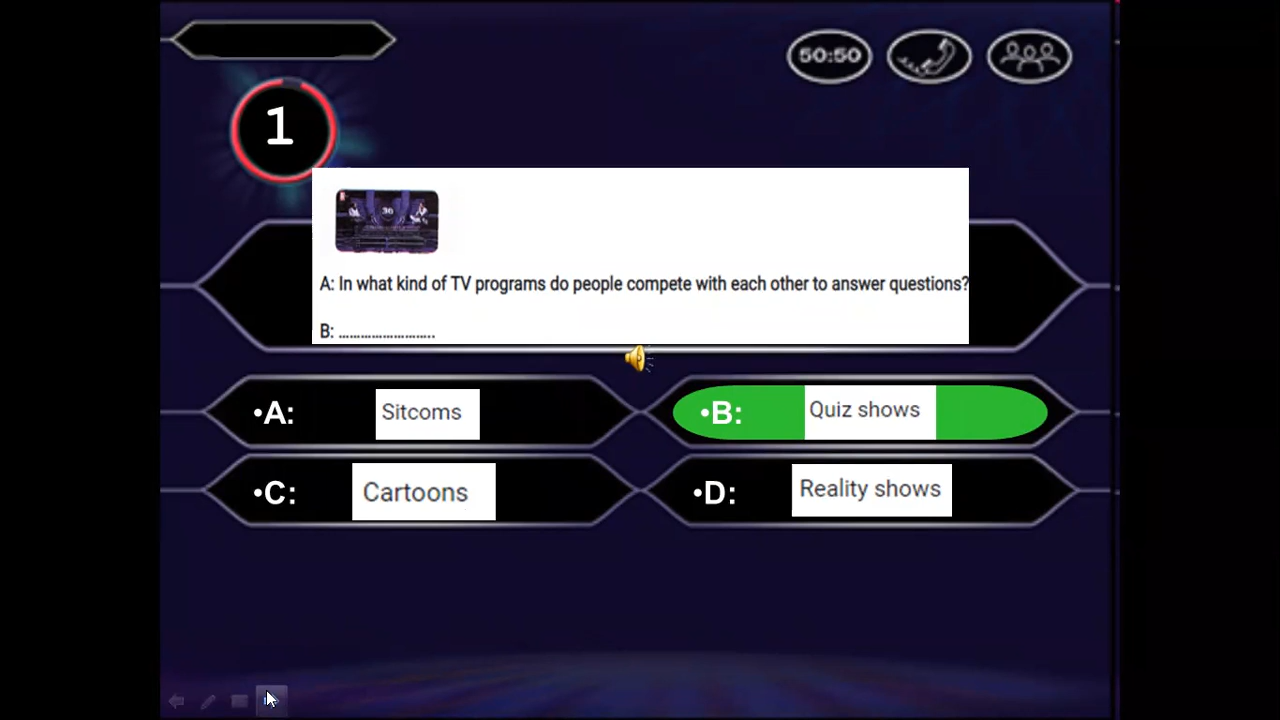 50:50
1
36
A: In what kind of TV programs do people compete with each other to answer questions?
B: ........................
•A: Sitcoms
•B: Quiz shows
•C: Cartoons
•D: Reality shows